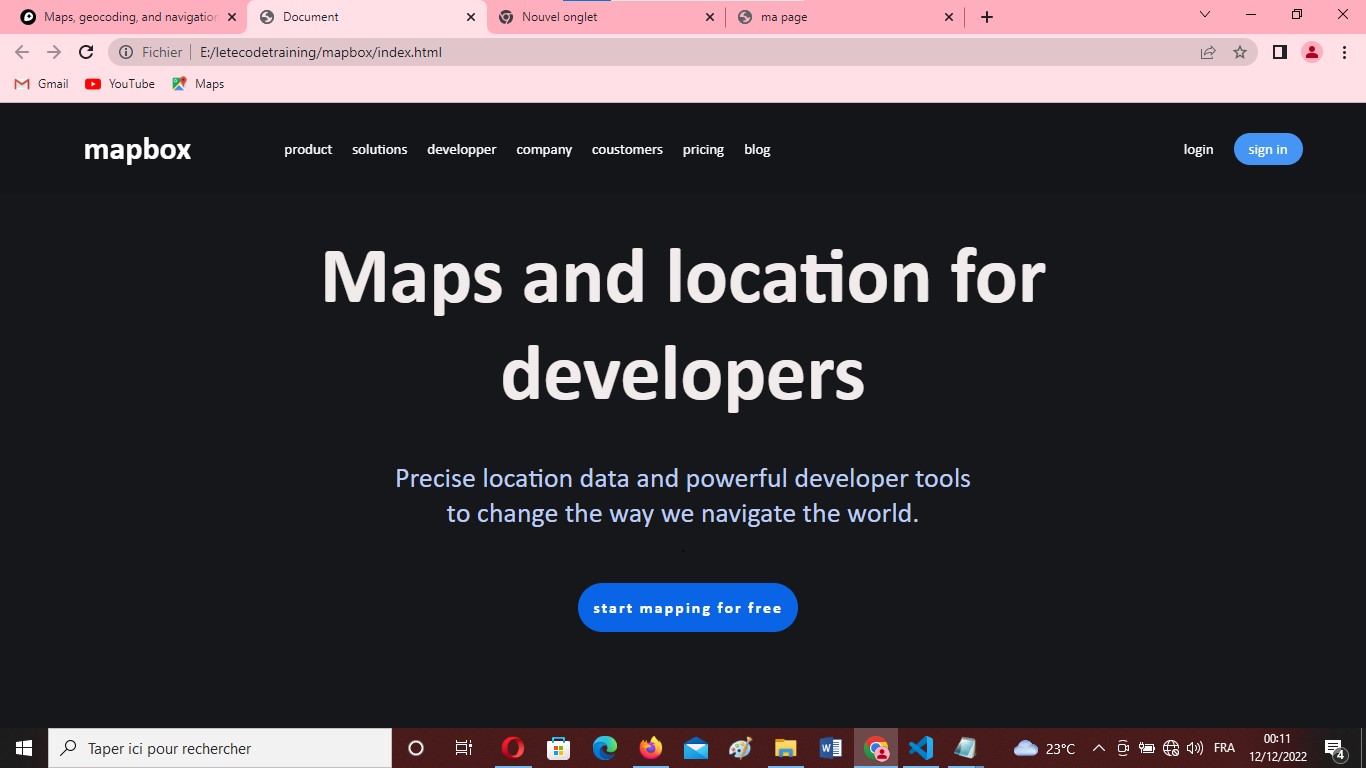 Maps, geocoding, and navigation
Document
Nouvel onglet
ma page
Fichier
E:/letecodetraining/mapbox/index.html
Gmail
YouTube
Maps
mapbox
product
solutions
developper
company
coustomers
pricing
blog
login
sign in
Maps and location for
developers
Precise location data and powerful developer tools
to change the way we navigate the world.
start mapping for free
Taper ici pour rechercher
23°C
FRA
00:11
12/12/2022
4